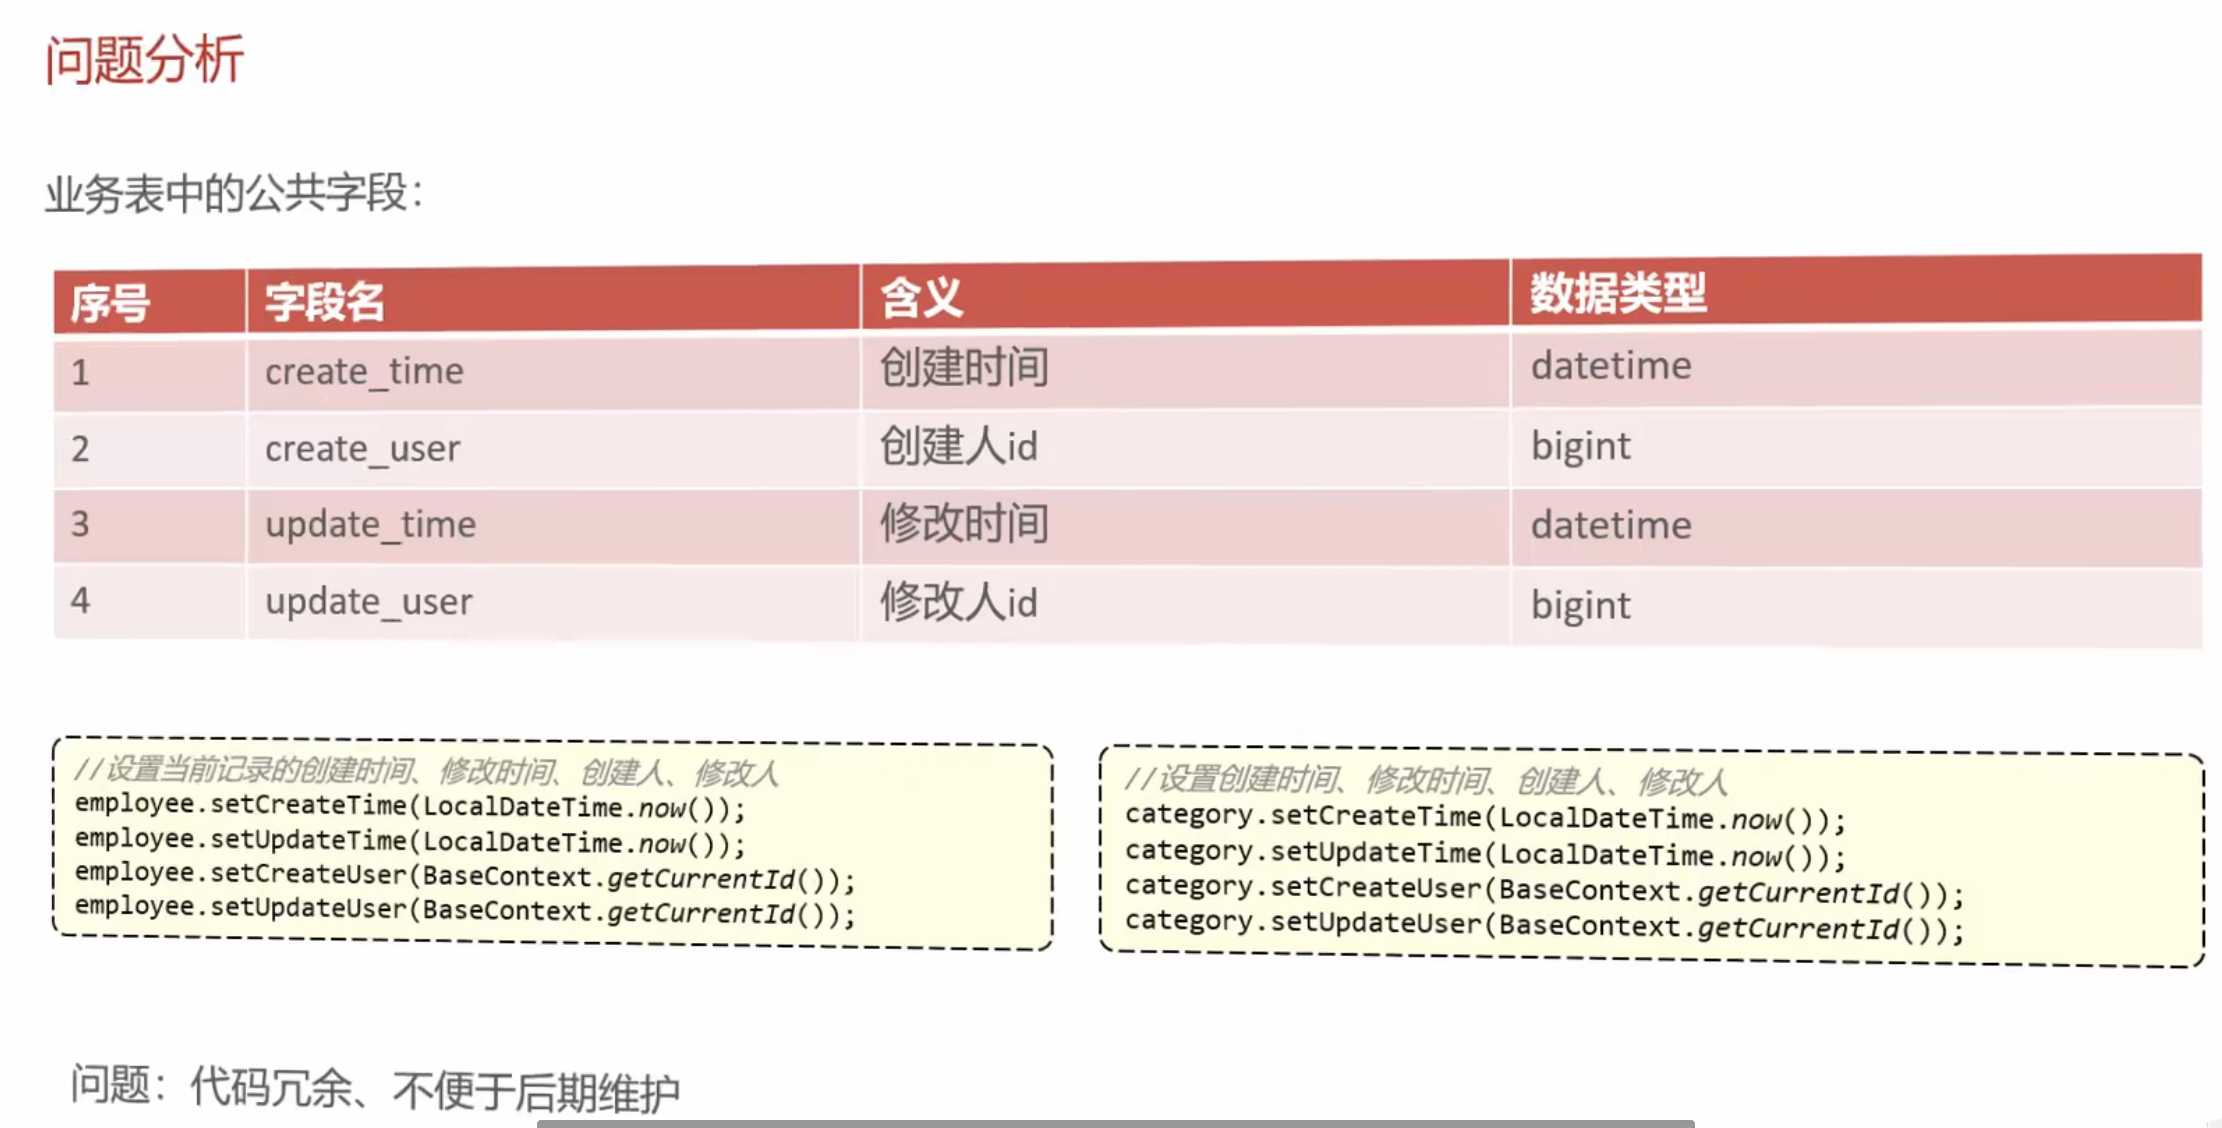 问题分析
业务表中的公共字段：
序号 字段名 含义 数据类型
1 create_time 创建时间 datetime
2 create_user 创建人id bigint
3 update_time 修改时间 datetime
4 update_user 修改人id bigint
//设置当前记录的创建时间、修改时间、创建人、修改人
employee.setCreateTime(LocalDateTime.now());
employee.setUpdateTime(LocalDateTime.now());
employee.setCreateUser(BaseContext.getCurrentId());
employee.setUpdateUser(BaseContext.getCurrentId());
//设置创建时间、修改时间、创建人、修改人
category.setCreateTime(LocalDateTime.now());
category.setUpdateTime(LocalDateTime.now());
category.setCreateUser(BaseContext.getCurrentId());
category.setUpdateUser(BaseContext.getCurrentId());
问题：代码冗余、不便于后期维护